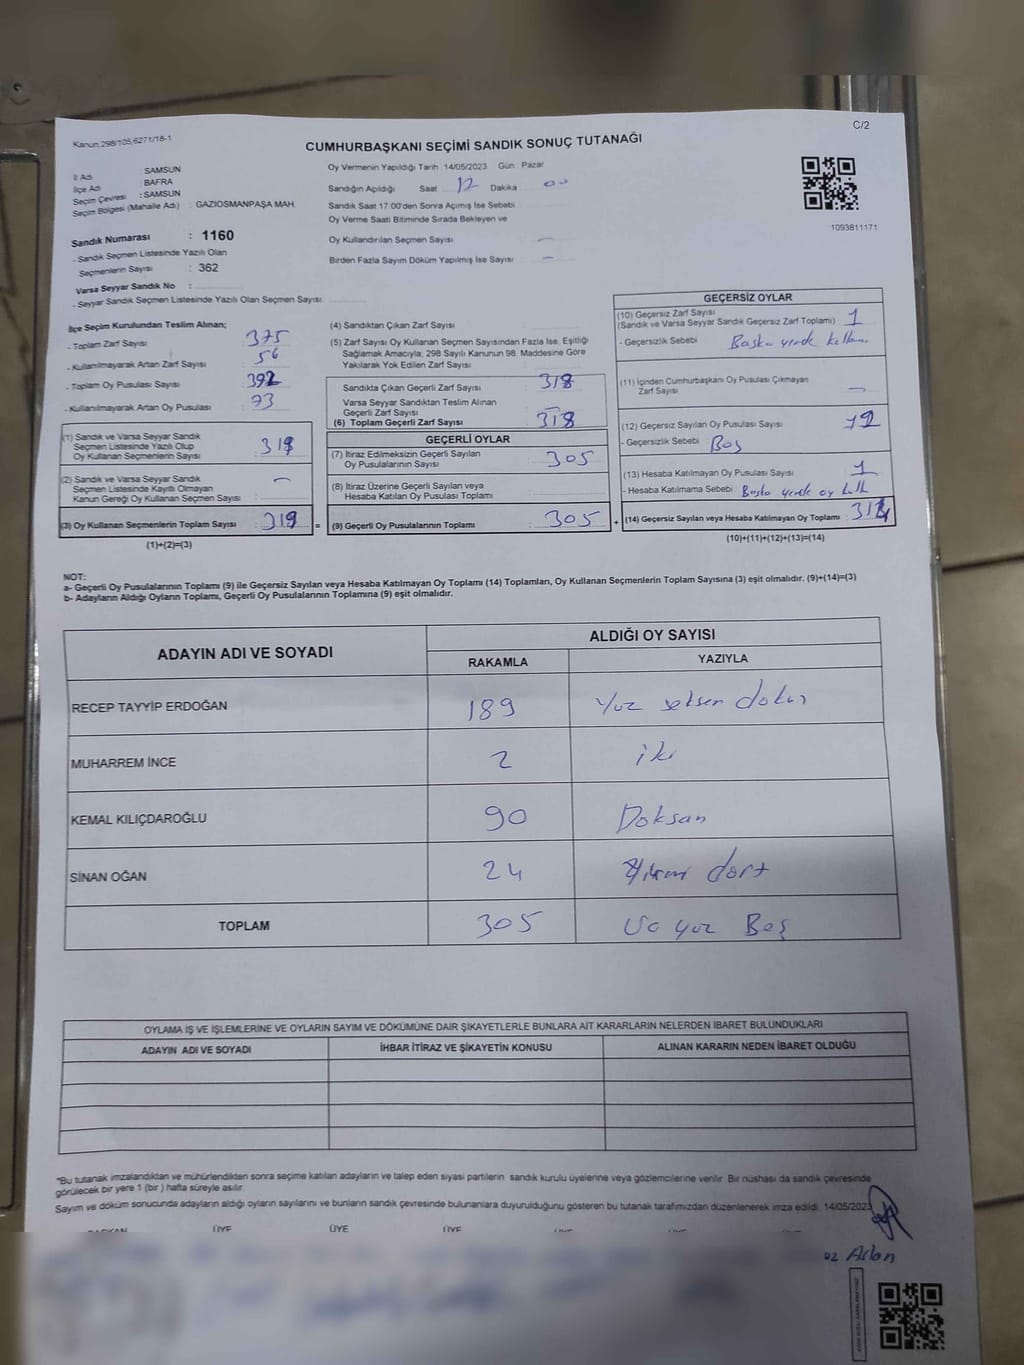 C/2
Kanun:298/105,6271/18-1
CUMHURBAŞKANI SEÇİMİ SANDIK SONUÇ TUTANAĞI
İl Adı : SAMSUN
İlçe Adı : BAFRA
Seçim Çevresi : SAMSUN
Seçim Bölgesi (Mahalle Adı) : GAZİOSMANPAŞA MAH.
Sandık Numarası : 1160
- Sandık Seçmen Listesinde Yazılı Olan
Seçmenlerin Sayısı : 362
Varsa Seyyar Sandık No :
- Seyyar Sandık Seçmen Listesinde Yazılı Olan Seçmen Sayısı:
Oy Vermenin Yapıldığı Tarih 14/05/2023 Gün Pazar
Sandığın Açıldığı Saat 12 Dakika 00
Sandık Saat 17:00'den Sonra Açımış İse Sebebi
Oy Verme Saati Bitiminde Sırada Bekleyen ve
Oy Kullandırılan Seçmen Sayısı –
Birden Fazla Sayım Döküm Yapılmış İse Sayısı –
1093811171
İlçe Seçim Kurulundan Teslim Alınan;
- Toplam Zarf Sayısı : 375
- Kullanılmayarak Artan Zarf Sayısı : 56
- Toplam Oy Pusulası Sayısı : 392
- Kullanılmayarak Artan Oy Pusulası : 73
(1) Sandık ve Varsa Seyyar Sandık
Seçmen Listesinde Yazılı Olup
Oy Kullanan Seçmenlerin Sayısı : 319
(2) Sandık ve Varsa Seyyar Sandık
Seçmen Listesinde Kayıtlı Olmayan
Kanun Gereği Oy Kullanan Seçmen Sayısı : –
(3) Oy Kullanan Seçmenlerin Toplam Sayısı : 319 =
(1)+(2)=(3)
(4) Sandıktan Çıkan Zarf Sayısı :
(5) Zarf Sayısı Oy Kullanan Seçmen Sayısından Fazla İse, Eşitliği
Sağlamak Amacıyla; 298 Sayılı Kanunun 98. Maddesine Göre
Yakılarak Yok Edilen Zarf Sayısı :
Sandıkta Çıkan Geçerli Zarf Sayısı : 318
Varsa Seyyar Sandıktan Teslim Alınan
Geçerli Zarf Sayısı : –
(6) Toplam Geçerli Zarf Sayısı : 318
GEÇERLİ OYLAR
(7) İtiraz Edilmeksizin Geçerli Sayılan
Oy Pusulalarının Sayısı : 305
(8) İtiraz Üzerine Geçerli Sayılan veya
Hesaba Katılan Oy Pusulası Toplamı :
(9) Geçerli Oy Pusulalarının Toplamı : 305 +
GEÇERSİZ OYLAR
(10) Geçersiz Zarf Sayısı
(Sandık ve Varsa Seyyar Sandık Geçersiz Zarf Toplamı) : 1
- Geçersizlik Sebebi : Başka yerde
(11) İçinden Cumhurbaşkanı Oy Pusulası Çıkmayan
Zarf Sayısı : –
(12) Geçersiz Sayılan Oy Pusulası Sayısı : 12
- Geçersizlik Sebebi : Boş
(13) Hesaba Katılmayan Oy Pusulası Sayısı : 1
- Hesaba Katılmama Sebebi : Başka yerde oy
(14) Geçersiz Sayılan veya Hesaba Katılmayan Oy Toplamı :
(10)+(11)+(12)+(13)=(14)
NOT:
a- Geçerli Oy Pusulalarının Toplamı (9) ile Geçersiz Sayılan veya Hesaba Katılmayan Oy Toplamı (14) Toplamları, Oy Kullanan Seçmenlerin Toplam Sayısına (3) eşit olmalıdır. (9)+(14)=(3)
b- Adayların Aldığı Oyların Toplamı, Geçerli Oy Pusulalarının Toplamına (9) eşit olmalıdır.
ADAYIN ADI VE SOYADI ALDIĞI OY SAYISI
RAKAMLA YAZIYLA
RECEP TAYYİP ERDOĞAN 189 Yüz seksen dokuz
MUHARREM İNCE 2 iki
KEMAL KILIÇDAROĞLU 90 Doksan
SİNAN OĞAN 24 Yirmi dört
TOPLAM 305 Üç yüz Beş
OYLAMA İŞ VE İŞLEMLERİNE VE OYLARIN SAYIM VE DÖKÜMÜNE DAİR ŞİKAYETLERLE BUNLARA AİT KARARLARIN NELERDEN İBARET BULUNDUKLARI
ADAYIN ADI VE SOYADI İHBAR İTİRAZ VE ŞİKAYETİN KONUSU ALINAN KARARIN NEDEN İBARET OLDUĞU
*Bu tutanak imzalandıktan ve mühürlendikten sonra seçime katılan adayların ve talep eden siyasi partilerin sandık kurulu üyelerine veya gözlemcilerine verilir. Bir nüshası da sandık çevresinde
görülecek bir yere 1 (bir) hafta süreyle asılır.
Sayım ve döküm sonucunda adayların aldığı oyların sayılarını ve bunların sandık çevresinde bulunanlara duyurulduğunu gösteren bu tutanak tarafımızdan düzenlenerek imza edildi. 14/05/2023
BAŞKAN ÜYE ÜYE ÜYE
Aslan